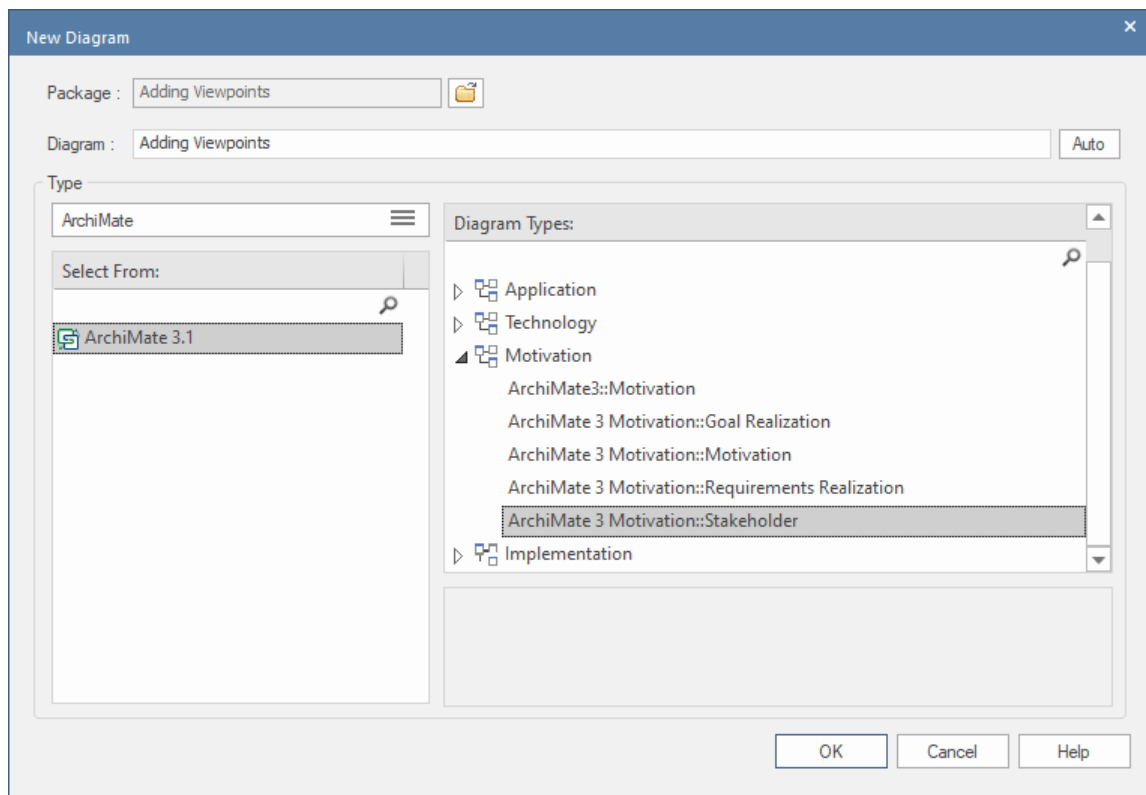 New Diagram
Package : Adding Viewpoints
Diagram : Adding Viewpoints Auto
Type
ArchiMate
Select From:
ArchiMate 3.1
Diagram Types:
Application
Technology
Motivation
ArchiMate3::Motivation
ArchiMate 3 Motivation::Goal Realization
ArchiMate 3 Motivation::Motivation
ArchiMate 3 Motivation::Requirements Realization
ArchiMate 3 Motivation::Stakeholder
Implementation
OK Cancel Help